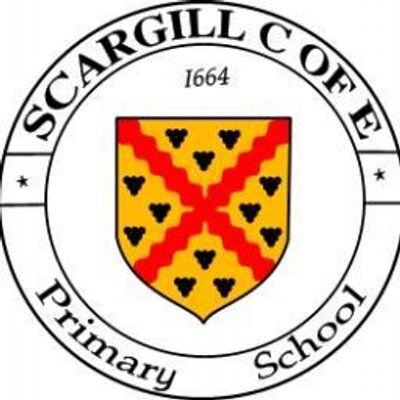 SCARGILL C OF E
1664
Primary School